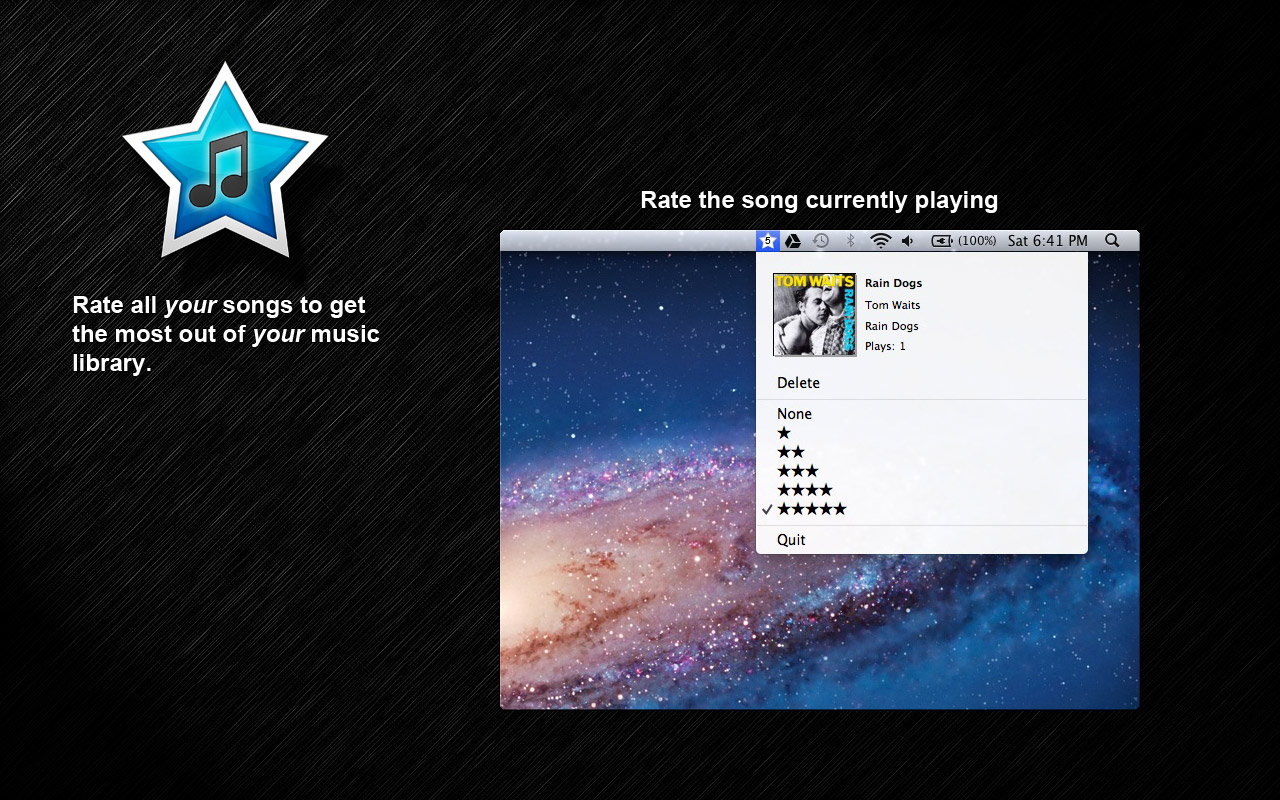 Rate all your songs to get
the most out of your music
library.
Rate the song currently playing
5 (100%) Sat 6:41 PM
TOM WAITS
RAIN DOGS
Rain Dogs
Tom Waits
Rain Dogs
Plays: 1
Delete
None
★
★★
★★★
★★★★
✓ ★★★★★
Quit